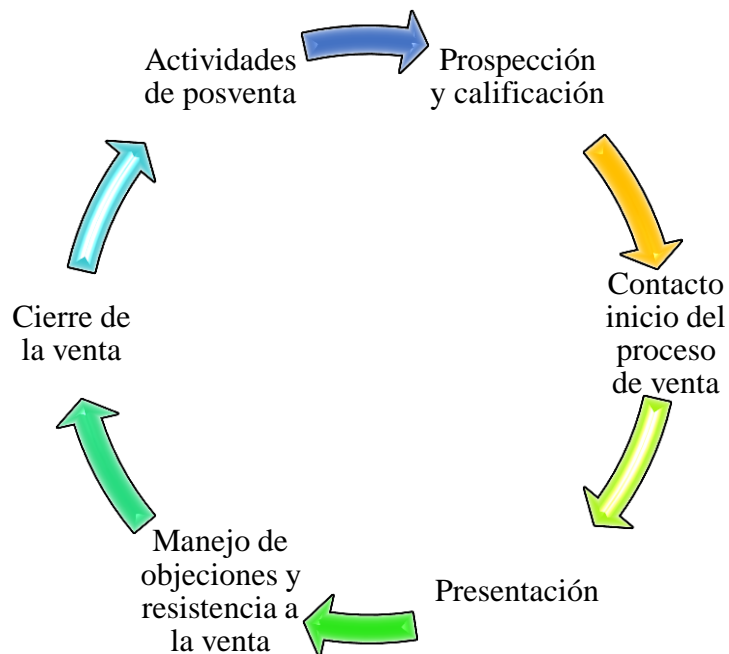 Actividades
de posventa
Prospección
y calificación
Contacto
inicio del
proceso
de venta
Presentación
Manejo de
objeciones y
resistencia a
la venta
Cierre de
la venta